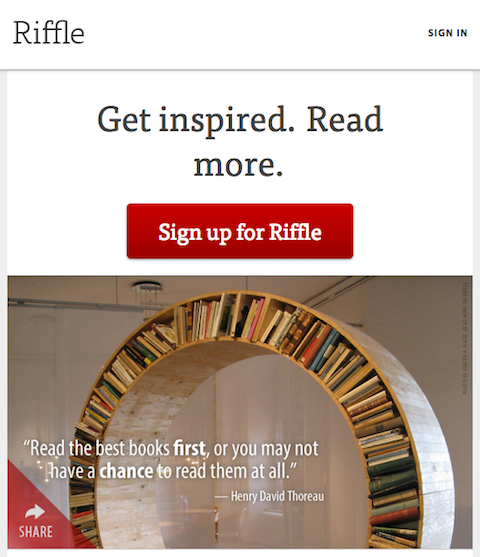 Riffle
SIGN IN
Get inspired. Read
more.
Sign up for Riffle
“Read the best books first, or you may not
have a chance to read them at all.”
— Henry David Thoreau
SHARE